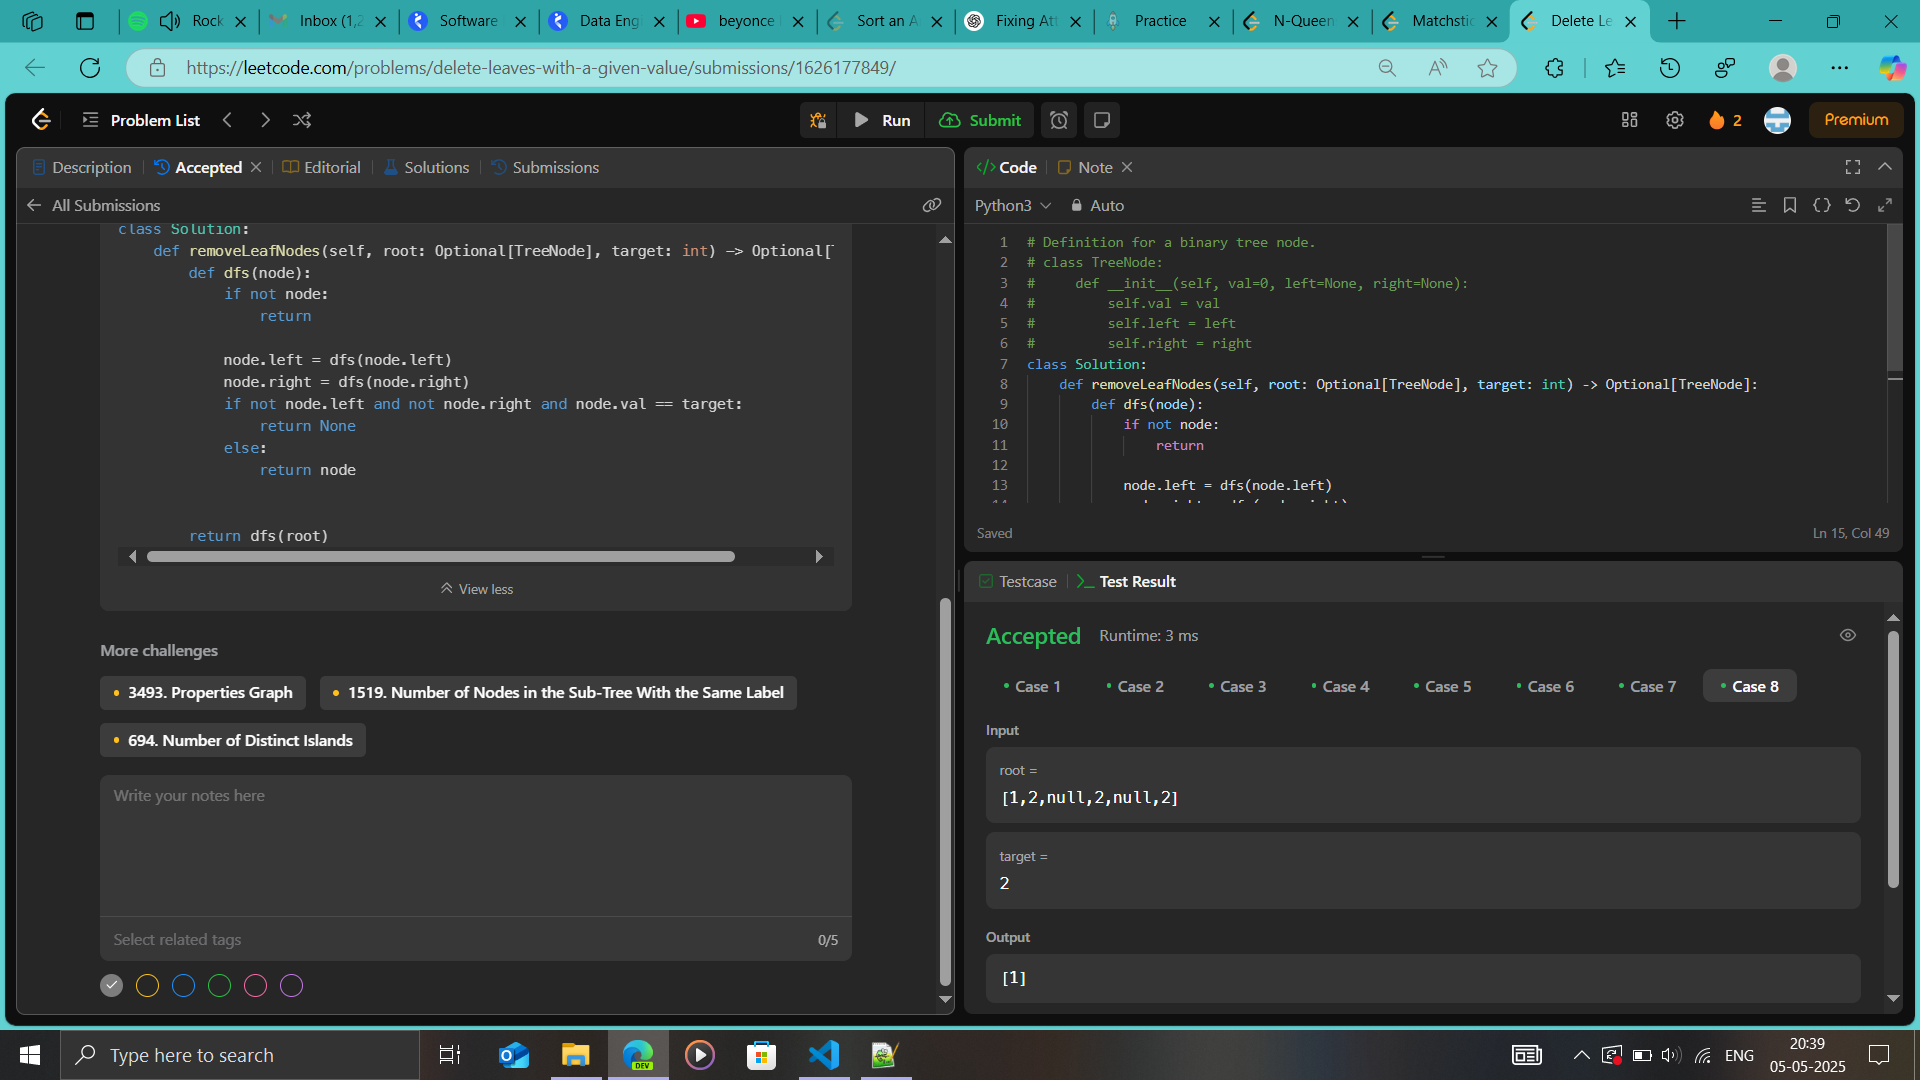 Rock
Inbox (1,2
Software
Data Eng
beyonce
Sort an A
Fixing Att
Practice
N-Queen
Matchstic
Delete Le
https://leetcode.com/problems/delete-leaves-with-a-given-value/submissions/1626177849/
Problem List
Run
Submit
2
Premium
Description
Accepted
Editorial
Solutions
Submissions
All Submissions
class Solution:
def removeLeafNodes(self, root: Optional[TreeNode], target: int) -> Optional[
def dfs(node):
if not node:
return
node.left = dfs(node.left)
node.right = dfs(node.right)
if not node.left and not node.right and node.val == target:
return None
else:
return node
return dfs(root)
View less
More challenges
3493. Properties Graph
1519. Number of Nodes in the Sub-Tree With the Same Label
694. Number of Distinct Islands
Write your notes here
Select related tags
0/5
</> Code
Note
Python3
Auto
1 # Definition for a binary tree node.
2 # class TreeNode:
3 #     def __init__(self, val=0, left=None, right=None):
4 #         self.val = val
5 #         self.left = left
6 #         self.right = right
7 class Solution:
8 def removeLeafNodes(self, root: Optional[TreeNode], target: int) -> Optional[TreeNode]:
9 def dfs(node):
10 if not node:
11 return
12
13 node.left = dfs(node.left)
Saved
Ln 15, Col 49
Testcase
Test Result
Accepted
Runtime: 3 ms
Case 1
Case 2
Case 3
Case 4
Case 5
Case 6
Case 7
Case 8
Input
root =
[1,2,null,2,null,2]
target =
2
Output
[1]
Type here to search
DEV
ENG
20:39
05-05-2025